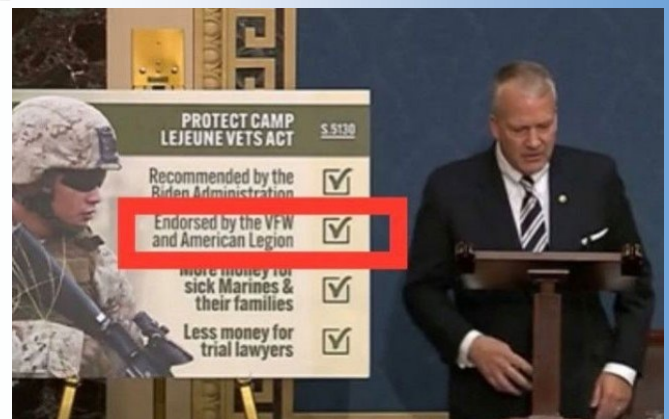 PROTECT CAMP
LEJEUNE VETS ACT
S.5130
Recommended by the
Biden Administration
Endorsed by the VFW
and American Legion
More money for
sick Marines &
their families
Less money for
trial lawyers